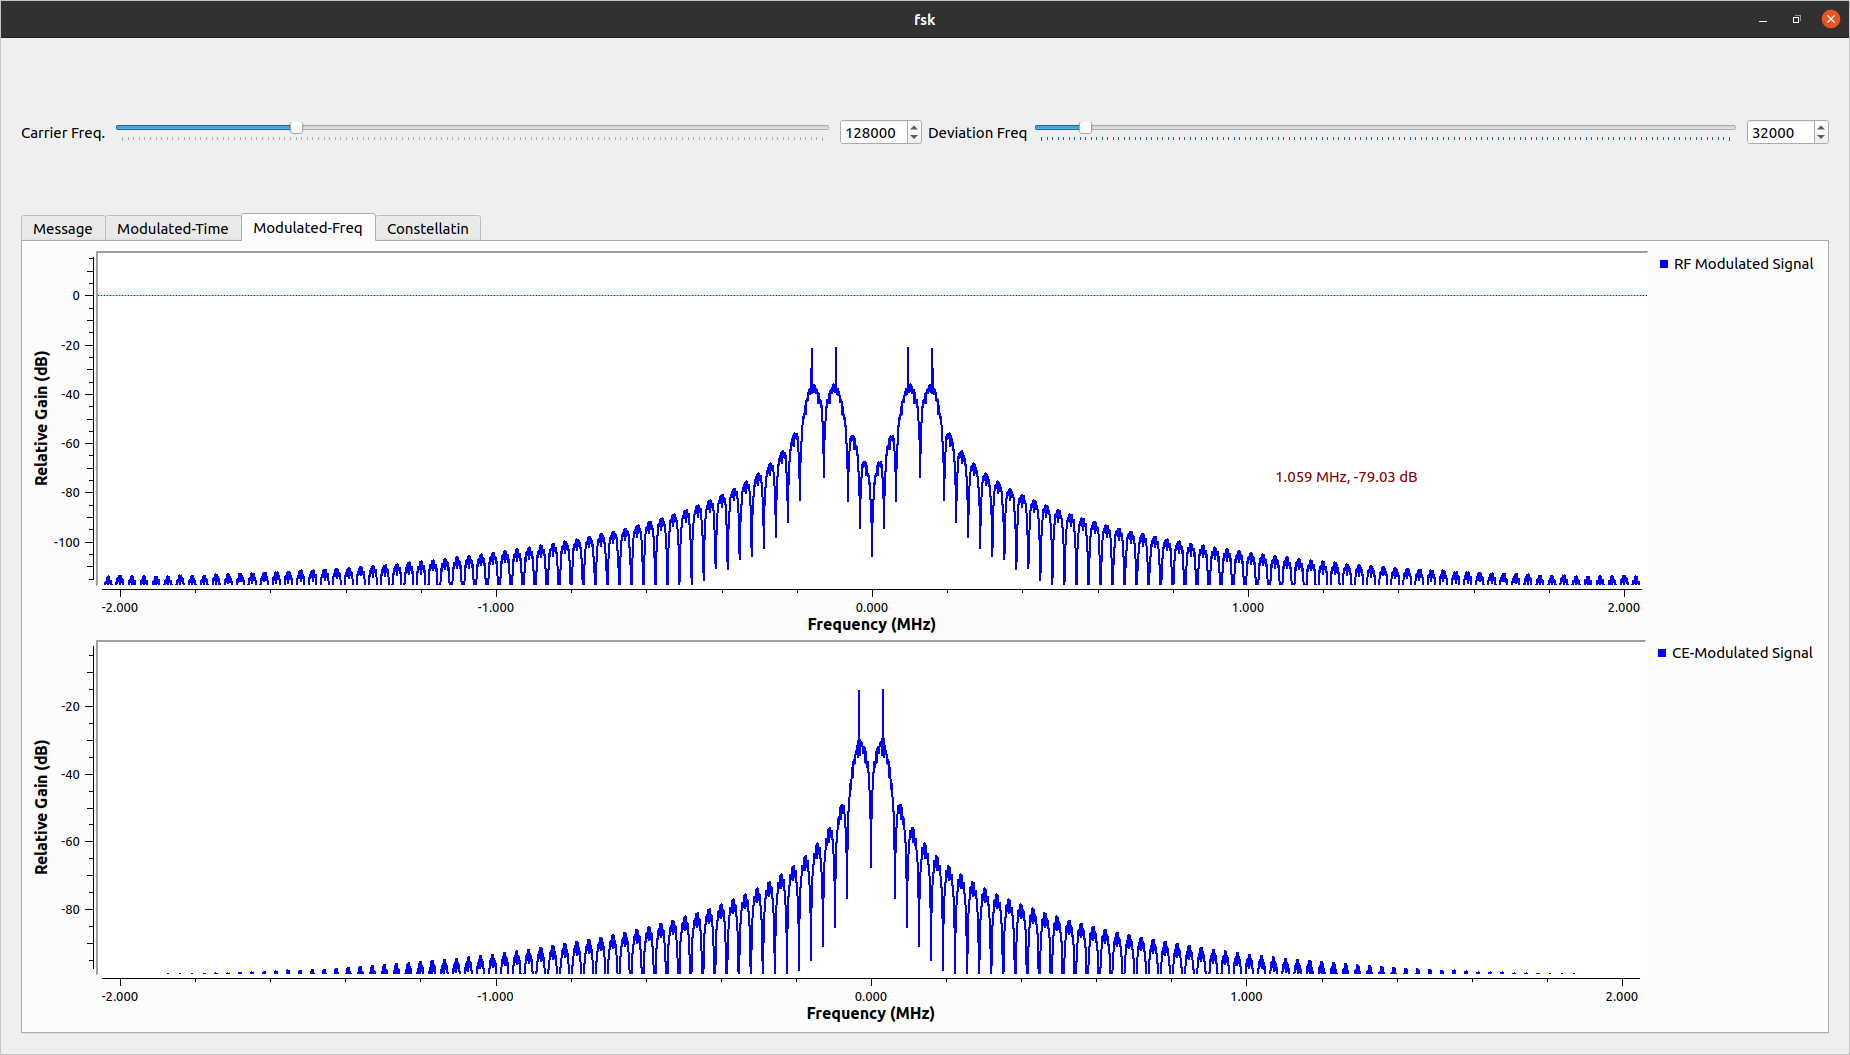 fsk
Carrier Freq.
128000
Deviation Freq
32000
Message
Modulated-Time
Modulated-Freq
Constellatin
RF Modulated Signal
0
-20
-40
-60
-80
-100
Relative Gain (dB)
1.059 MHz, -79.03 dB
-2.000
-1.000
0.000
1.000
2.000
Frequency (MHz)
CE-Modulated Signal
-20
-40
-60
-80
Relative Gain (dB)
-2.000
-1.000
0.000
1.000
2.000
Frequency (MHz)